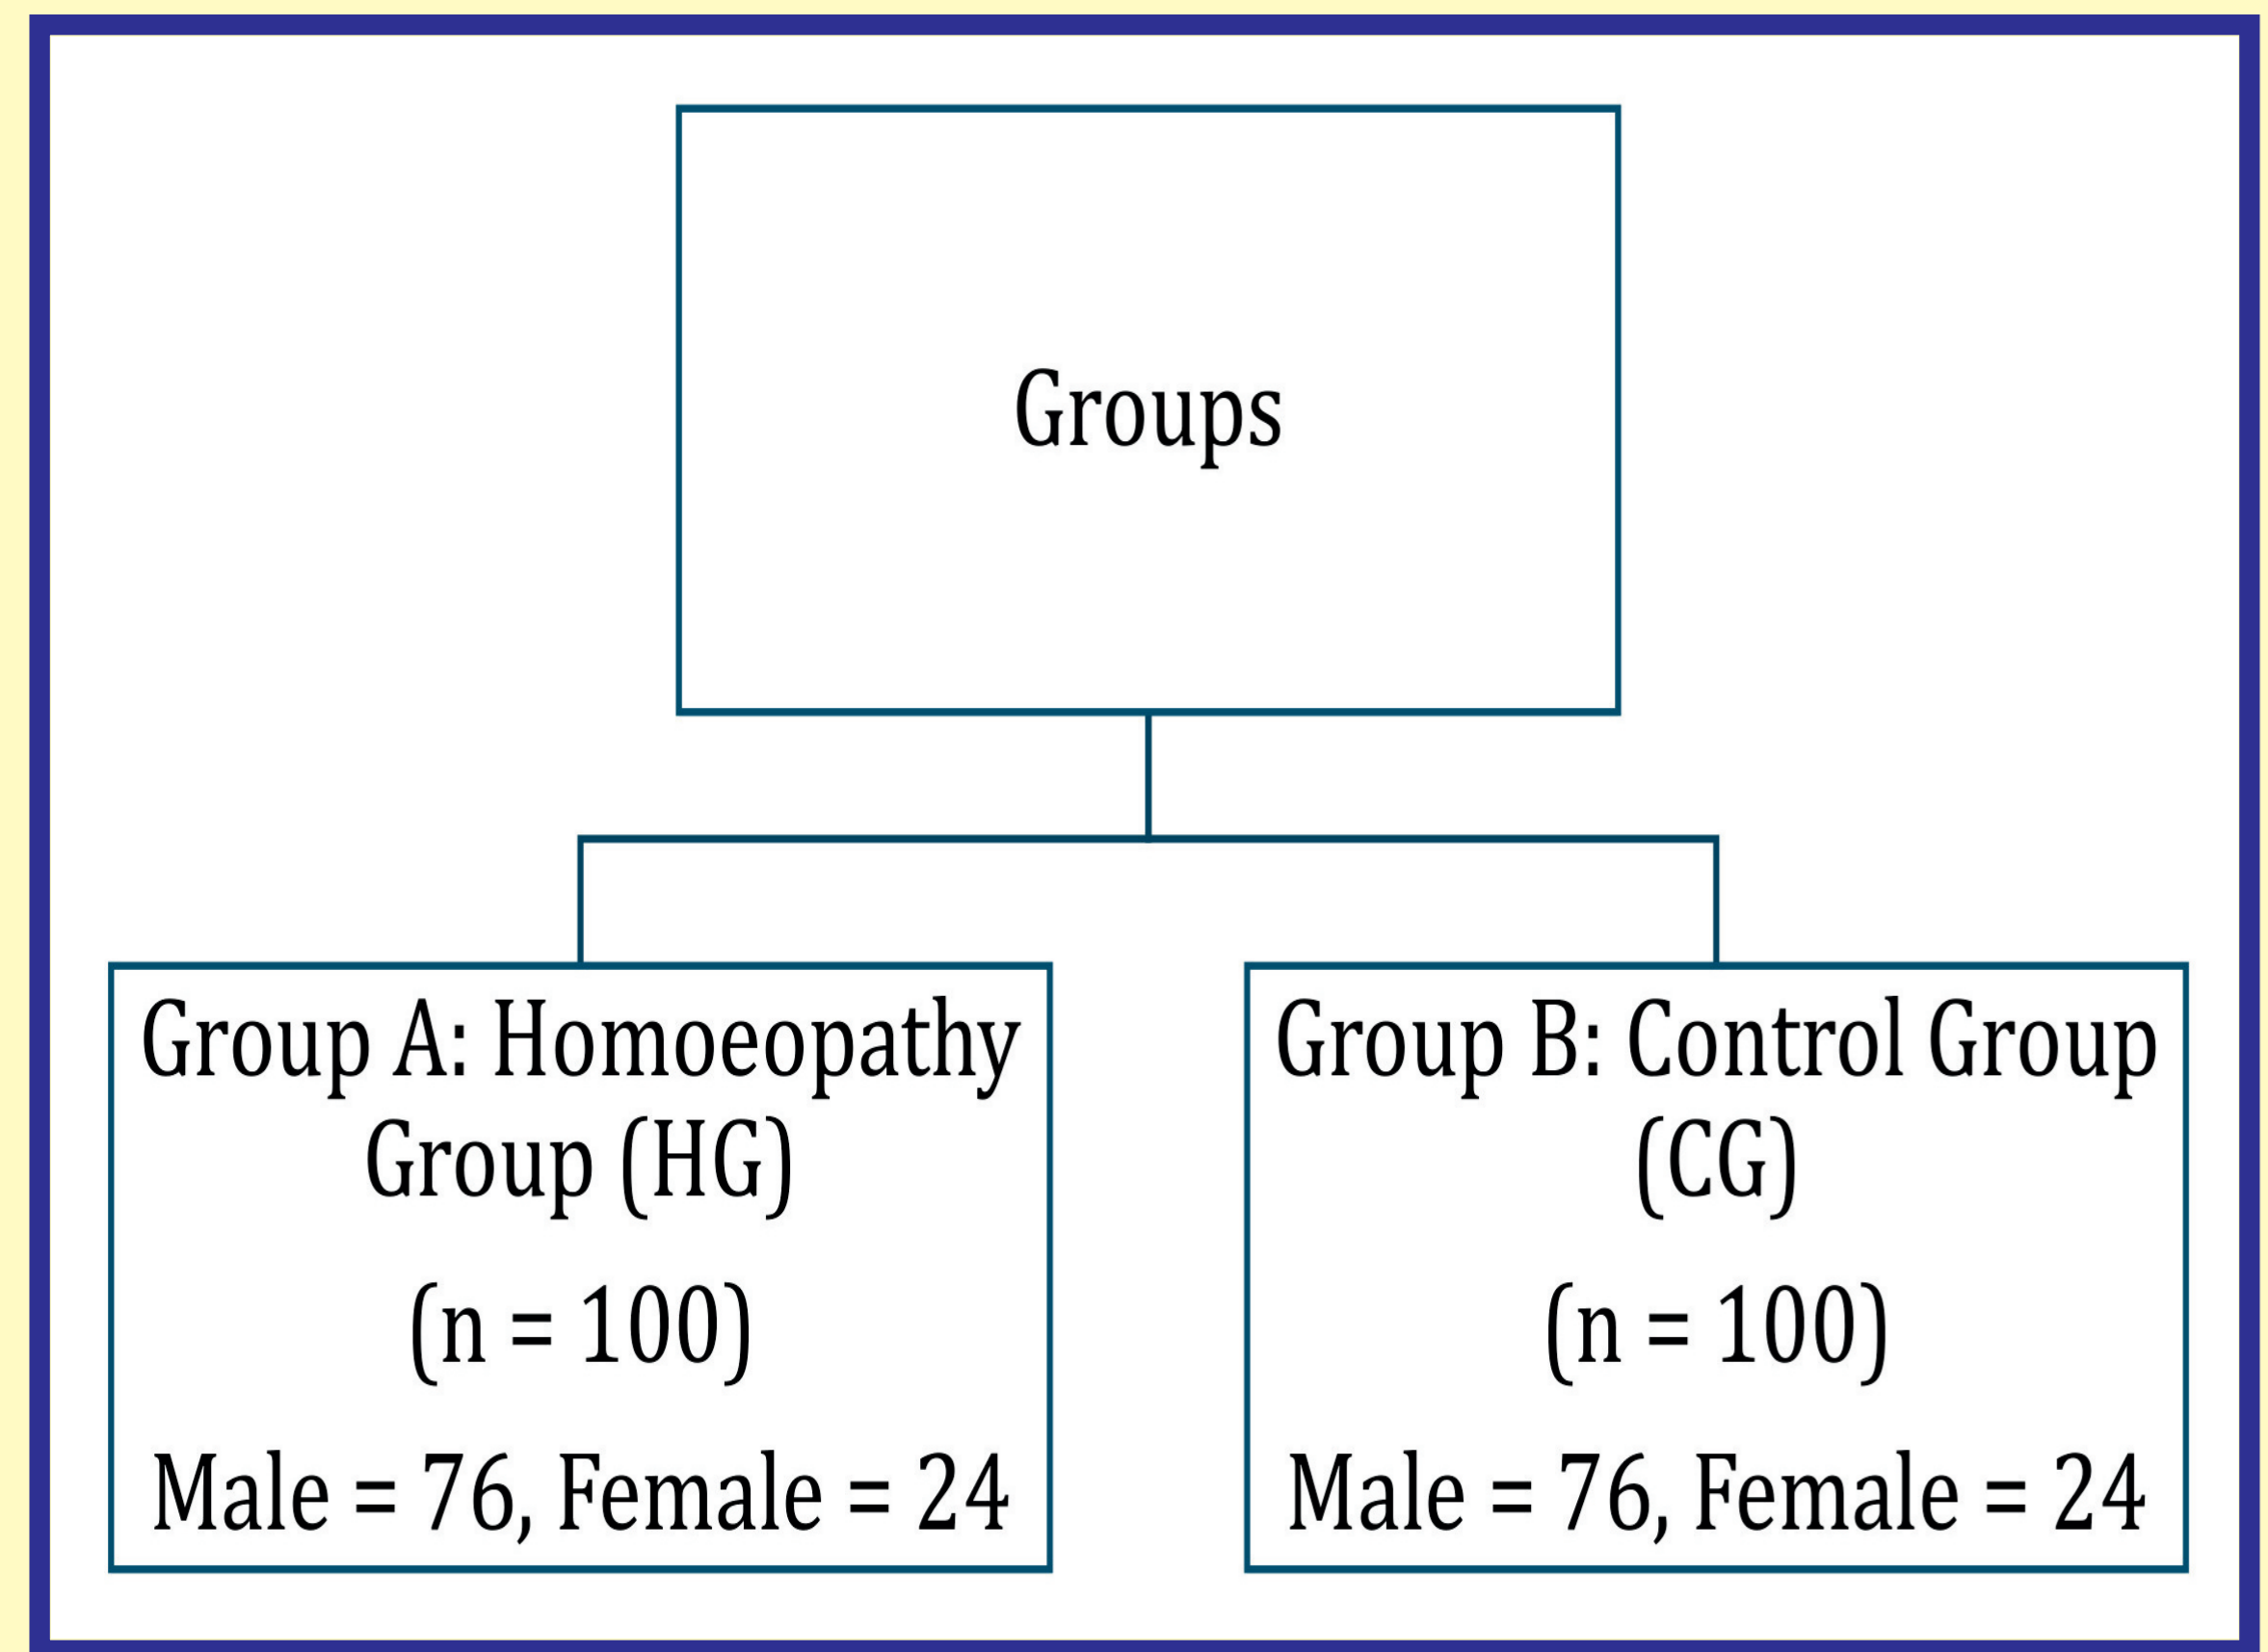 Groups
Group A: Homoeopathy
Group (HG)
(n = 100)
Male = 76, Female = 24
Group B: Control Group
(CG)
(n = 100)
Male = 76, Female = 24